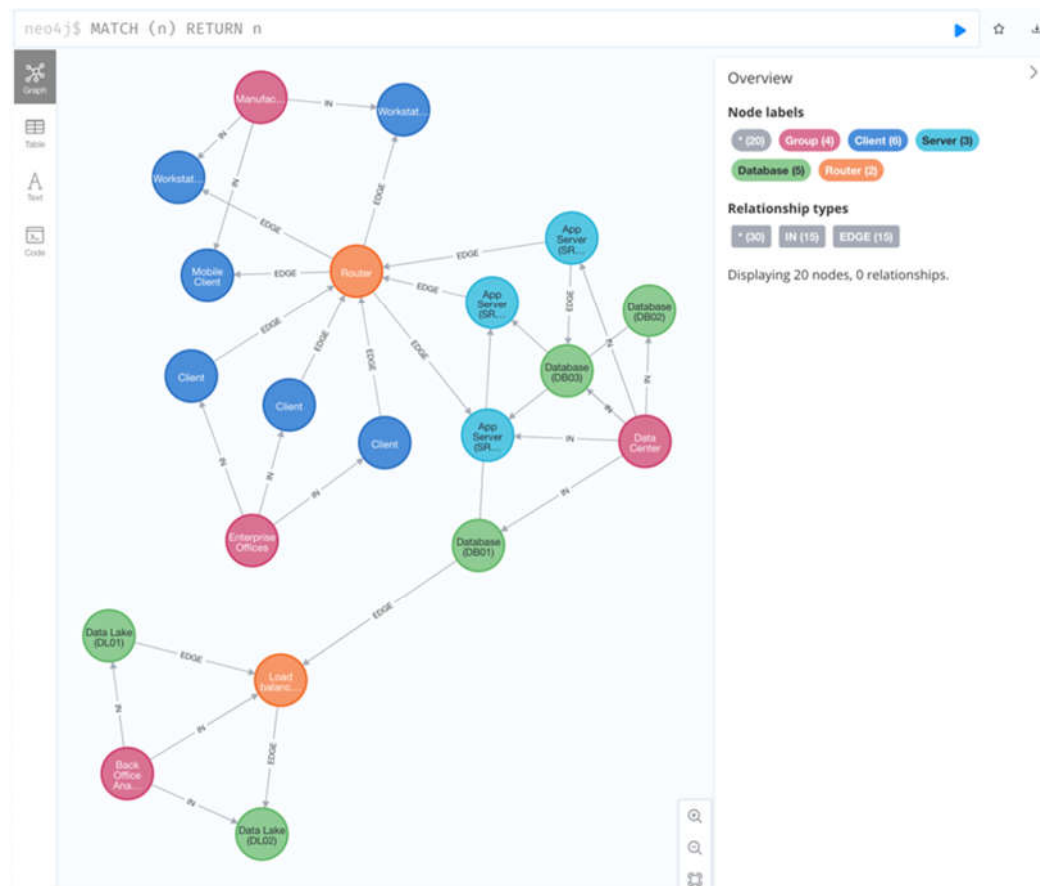 neo4j$ MATCH (n) RETURN n
Graph
Table
Text
Code
Overview
Node labels
* (20) Group (4) Client (6) Server (3)
Database (5) Router (2)
Relationship types
* (30) IN (15) EDGE (15)
Displaying 20 nodes, 0 relationships.
Manufac...
IN
Workstat...
IN
Workstat...
IN
EDGE
EDGE
Mobile
Client
EDGE
Router
EDGE
App
Server
(SR...
EDGE
App
Server
(SR...
EDGE
Database
(DB02)
EDGE
EDGE
EDGE
EDGE
IN
Database
(DB03)
IN
Client
Client
Client
IN
App
Server
(SR...
IN
Data
Center
IN
IN
IN
IN
Enterprise
Offices
Database
(DB01)
EDGE
Data Lake
(DL01)
EDGE
Load
balanc...
IN
IN
EDGE
Back
Office
Ana...
IN
Data Lake
(DL02)